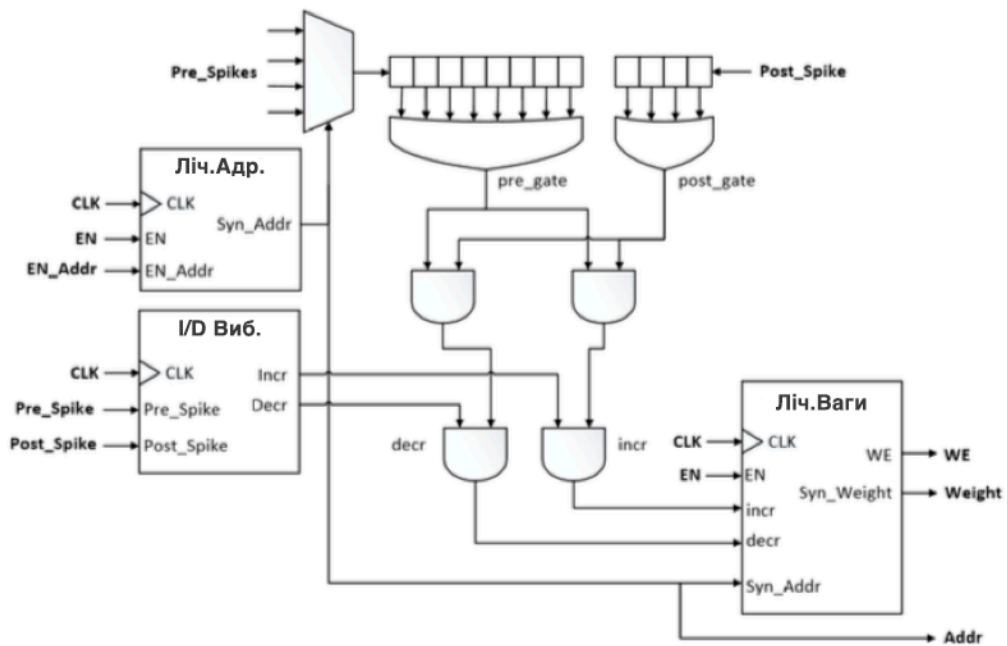 Pre_Spikes
Post_Spike
pre_gate
post_gate
Ліч.Адр.
CLK
CLK
Syn_Addr
EN
EN
EN_Addr
EN_Addr
I/D Виб.
CLK
CLK
Incr
Pre_Spike
Pre_Spike
Decr
Post_Spike
Post_Spike
decr
incr
Ліч.Ваги
CLK
CLK
WE
WE
EN
EN
Syn_Weight
Weight
incr
decr
Syn_Addr
Addr